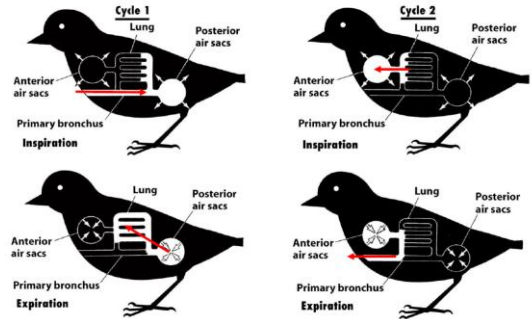 Cycle 1
Lung
Posterior
air sacs
Anterior
air sacs
Primary bronchus
Inspiration
Cycle 2
Lung
Posterior
air sacs
Anterior
air sacs
Primary bronchus
Inspiration
Lung
Posterior
air sacs
Anterior
air sacs
Primary bronchus
Expiration
Lung
Posterior
air sacs
Anterior
air sacs
Primary bronchus
Expiration